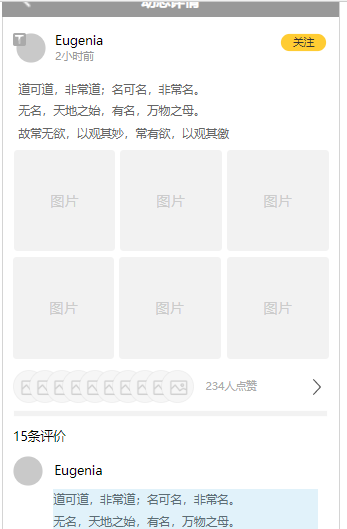 动态详情
Eugenia
关注
2小时前
道可道，非常道；名可名，非常名。
无名，天地之始，有名，万物之母。
故常无欲，以观其妙，常有欲，以观其徼
图片 图片 图片
图片 图片 图片
234人点赞
15条评价
Eugenia
道可道，非常道；名可名，非常名。
无名，天地之始，有名，万物之母。